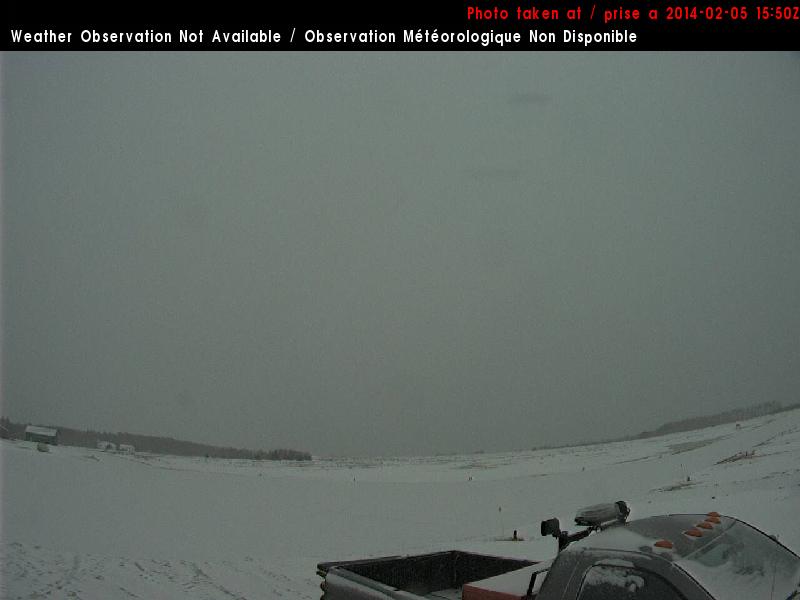 Photo taken at / prise a 2014-02-05 15:50Z
Weather Observation Not Available / Observation Météorologique Non Disponible